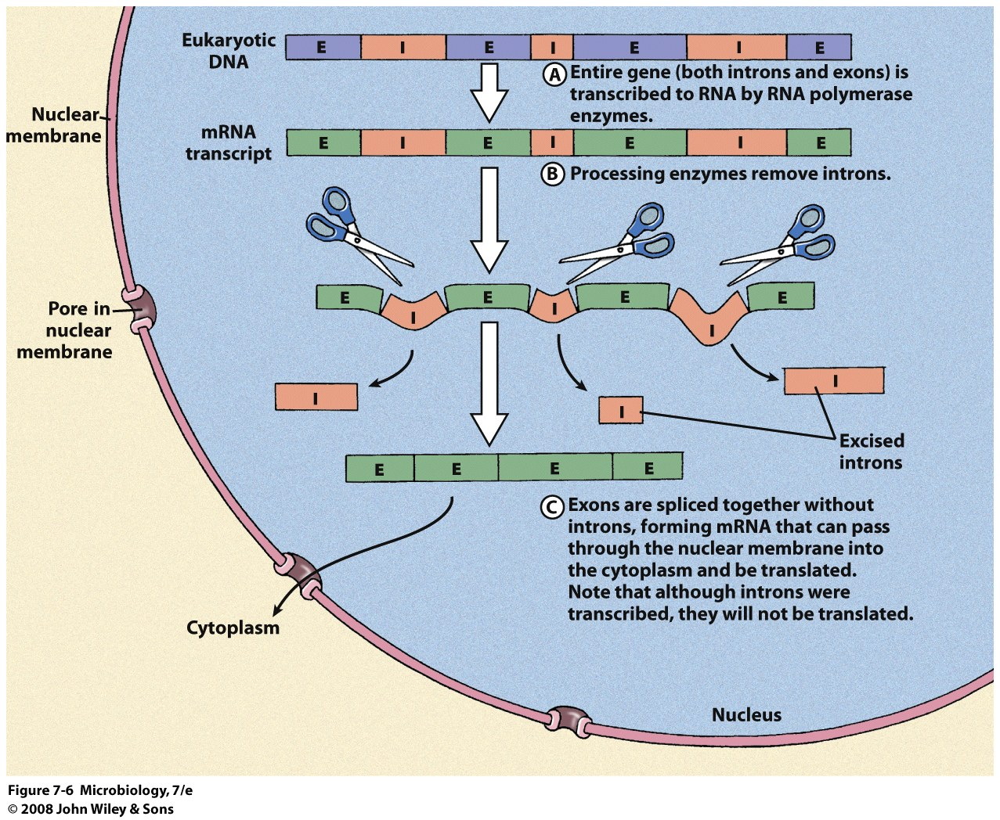 Eukaryotic
DNA
E I E I E I E
A Entire gene (both introns and exons) is
transcribed to RNA by RNA polymerase
enzymes.
Nuclear
membrane
mRNA
transcript
E I E I E I E
B Processing enzymes remove introns.
E I E I E I E
Pore in
nuclear
membrane
I
I
I
Excised
introns
E E E E
C Exons are spliced together without
introns, forming mRNA that can pass
through the nuclear membrane into
the cytoplasm and be translated.
Note that although introns were
transcribed, they will not be translated.
Cytoplasm
Nucleus
Figure 7-6 Microbiology, 7/e
© 2008 John Wiley & Sons